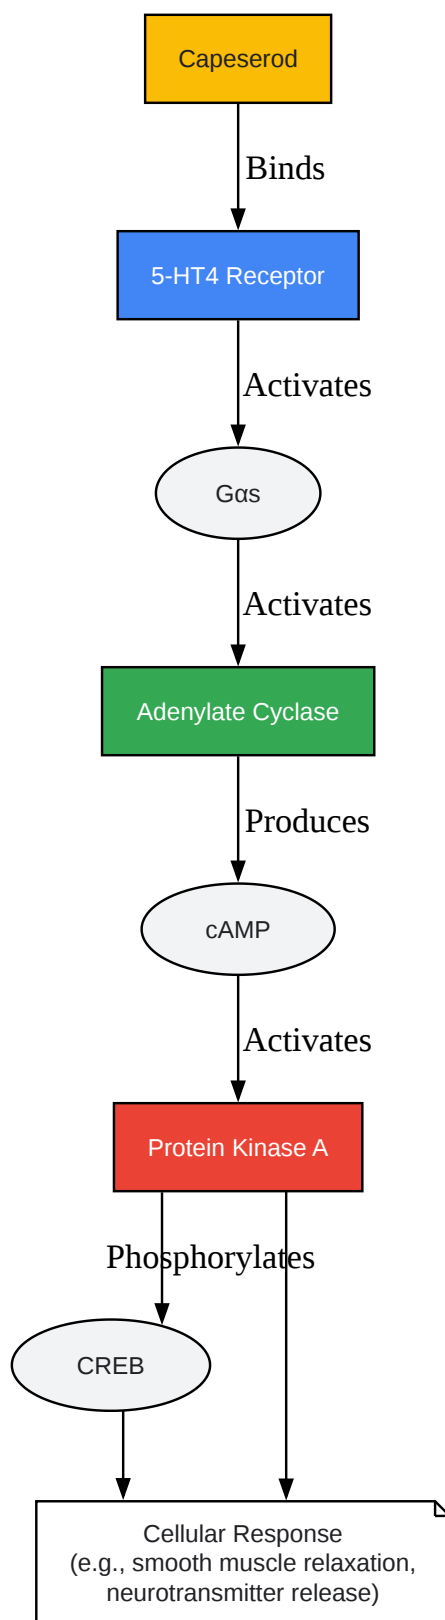 Capeserod
Binds
5-HT4 Receptor
Activates
Gαs
Activates
Adenylate Cyclase
Produces
cAMP
Activates
Protein Kinase A
Phosphorylates
CREB
Cellular Response
(e.g., smooth muscle relaxation,
neurotransmitter release)